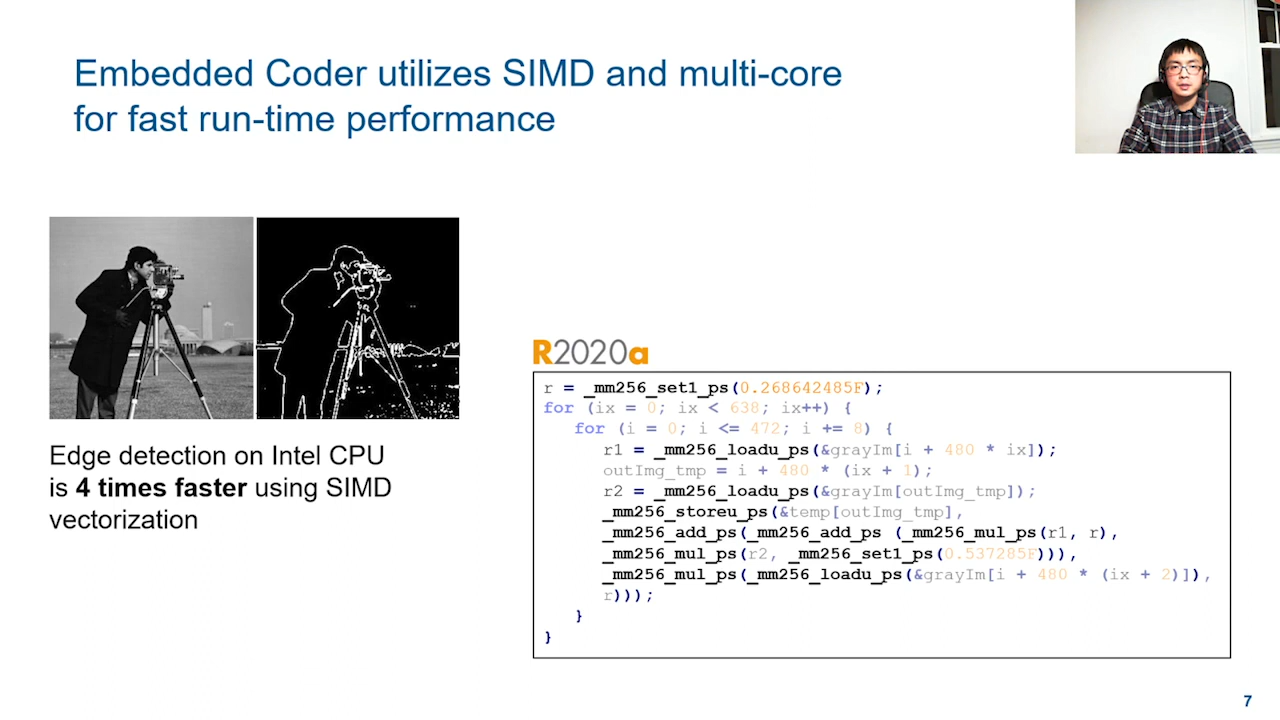 Embedded Coder utilizes SIMD and multi-core
for fast run-time performance
Edge detection on Intel CPU
is 4 times faster using SIMD
vectorization
R2020a
r = _mm256_set1_ps(0.268642485F);
for (ix = 0; ix < 638; ix++) {
for (i = 0; i <= 472; i += 8) {
r1 = _mm256_loadu_ps(&grayIm[i + 480 * ix]);
outImg_tmp = i + 480 * (ix + 1);
r2 = _mm256_loadu_ps(&grayIm[outImg_tmp]);
_mm256_storeu_ps(&temp[outImg_tmp],
_mm256_add_ps(_mm256_add_ps (_mm256_mul_ps(r1, r),
_mm256_mul_ps(r2, _mm256_set1_ps(0.537285F))),
_mm256_mul_ps(_mm256_loadu_ps(&grayIm[i + 480 * (ix + 2)]),
r)));
}
}
7